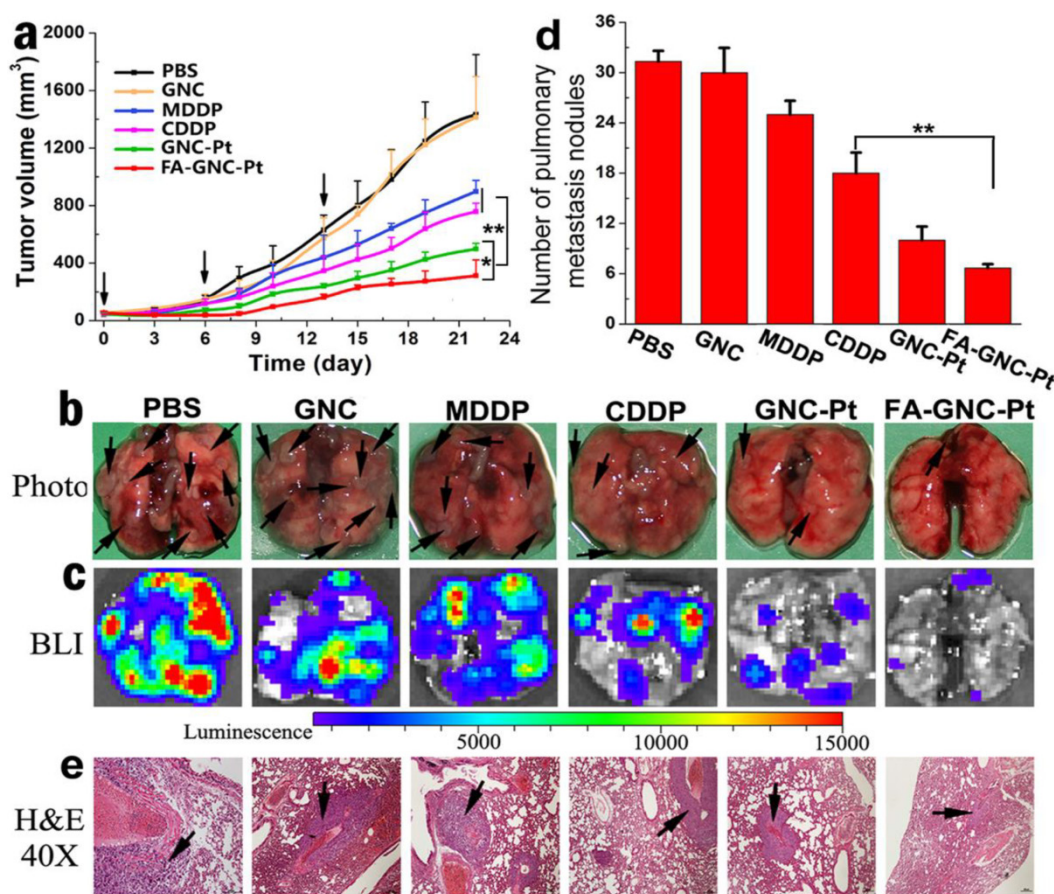 a
Tumor volume (mm³)
2000
1600
1200
800
400
0
PBS
GNC
MDDP
CDDP
GNC-Pt
FA-GNC-Pt
**
*
0 3 6 9 12 15 18 21 24
Time (day)
d
Number of pulmonary
metastasis nodules
36
30
24
18
12
6
0
**
PBS GNC MDDP CDDP GNC-Pt FA-GNC-Pt
b
PBS GNC MDDP CDDP GNC-Pt FA-GNC-Pt
Photo
c
BLI
Luminescence 5000 10000 15000
e
H&E
40X